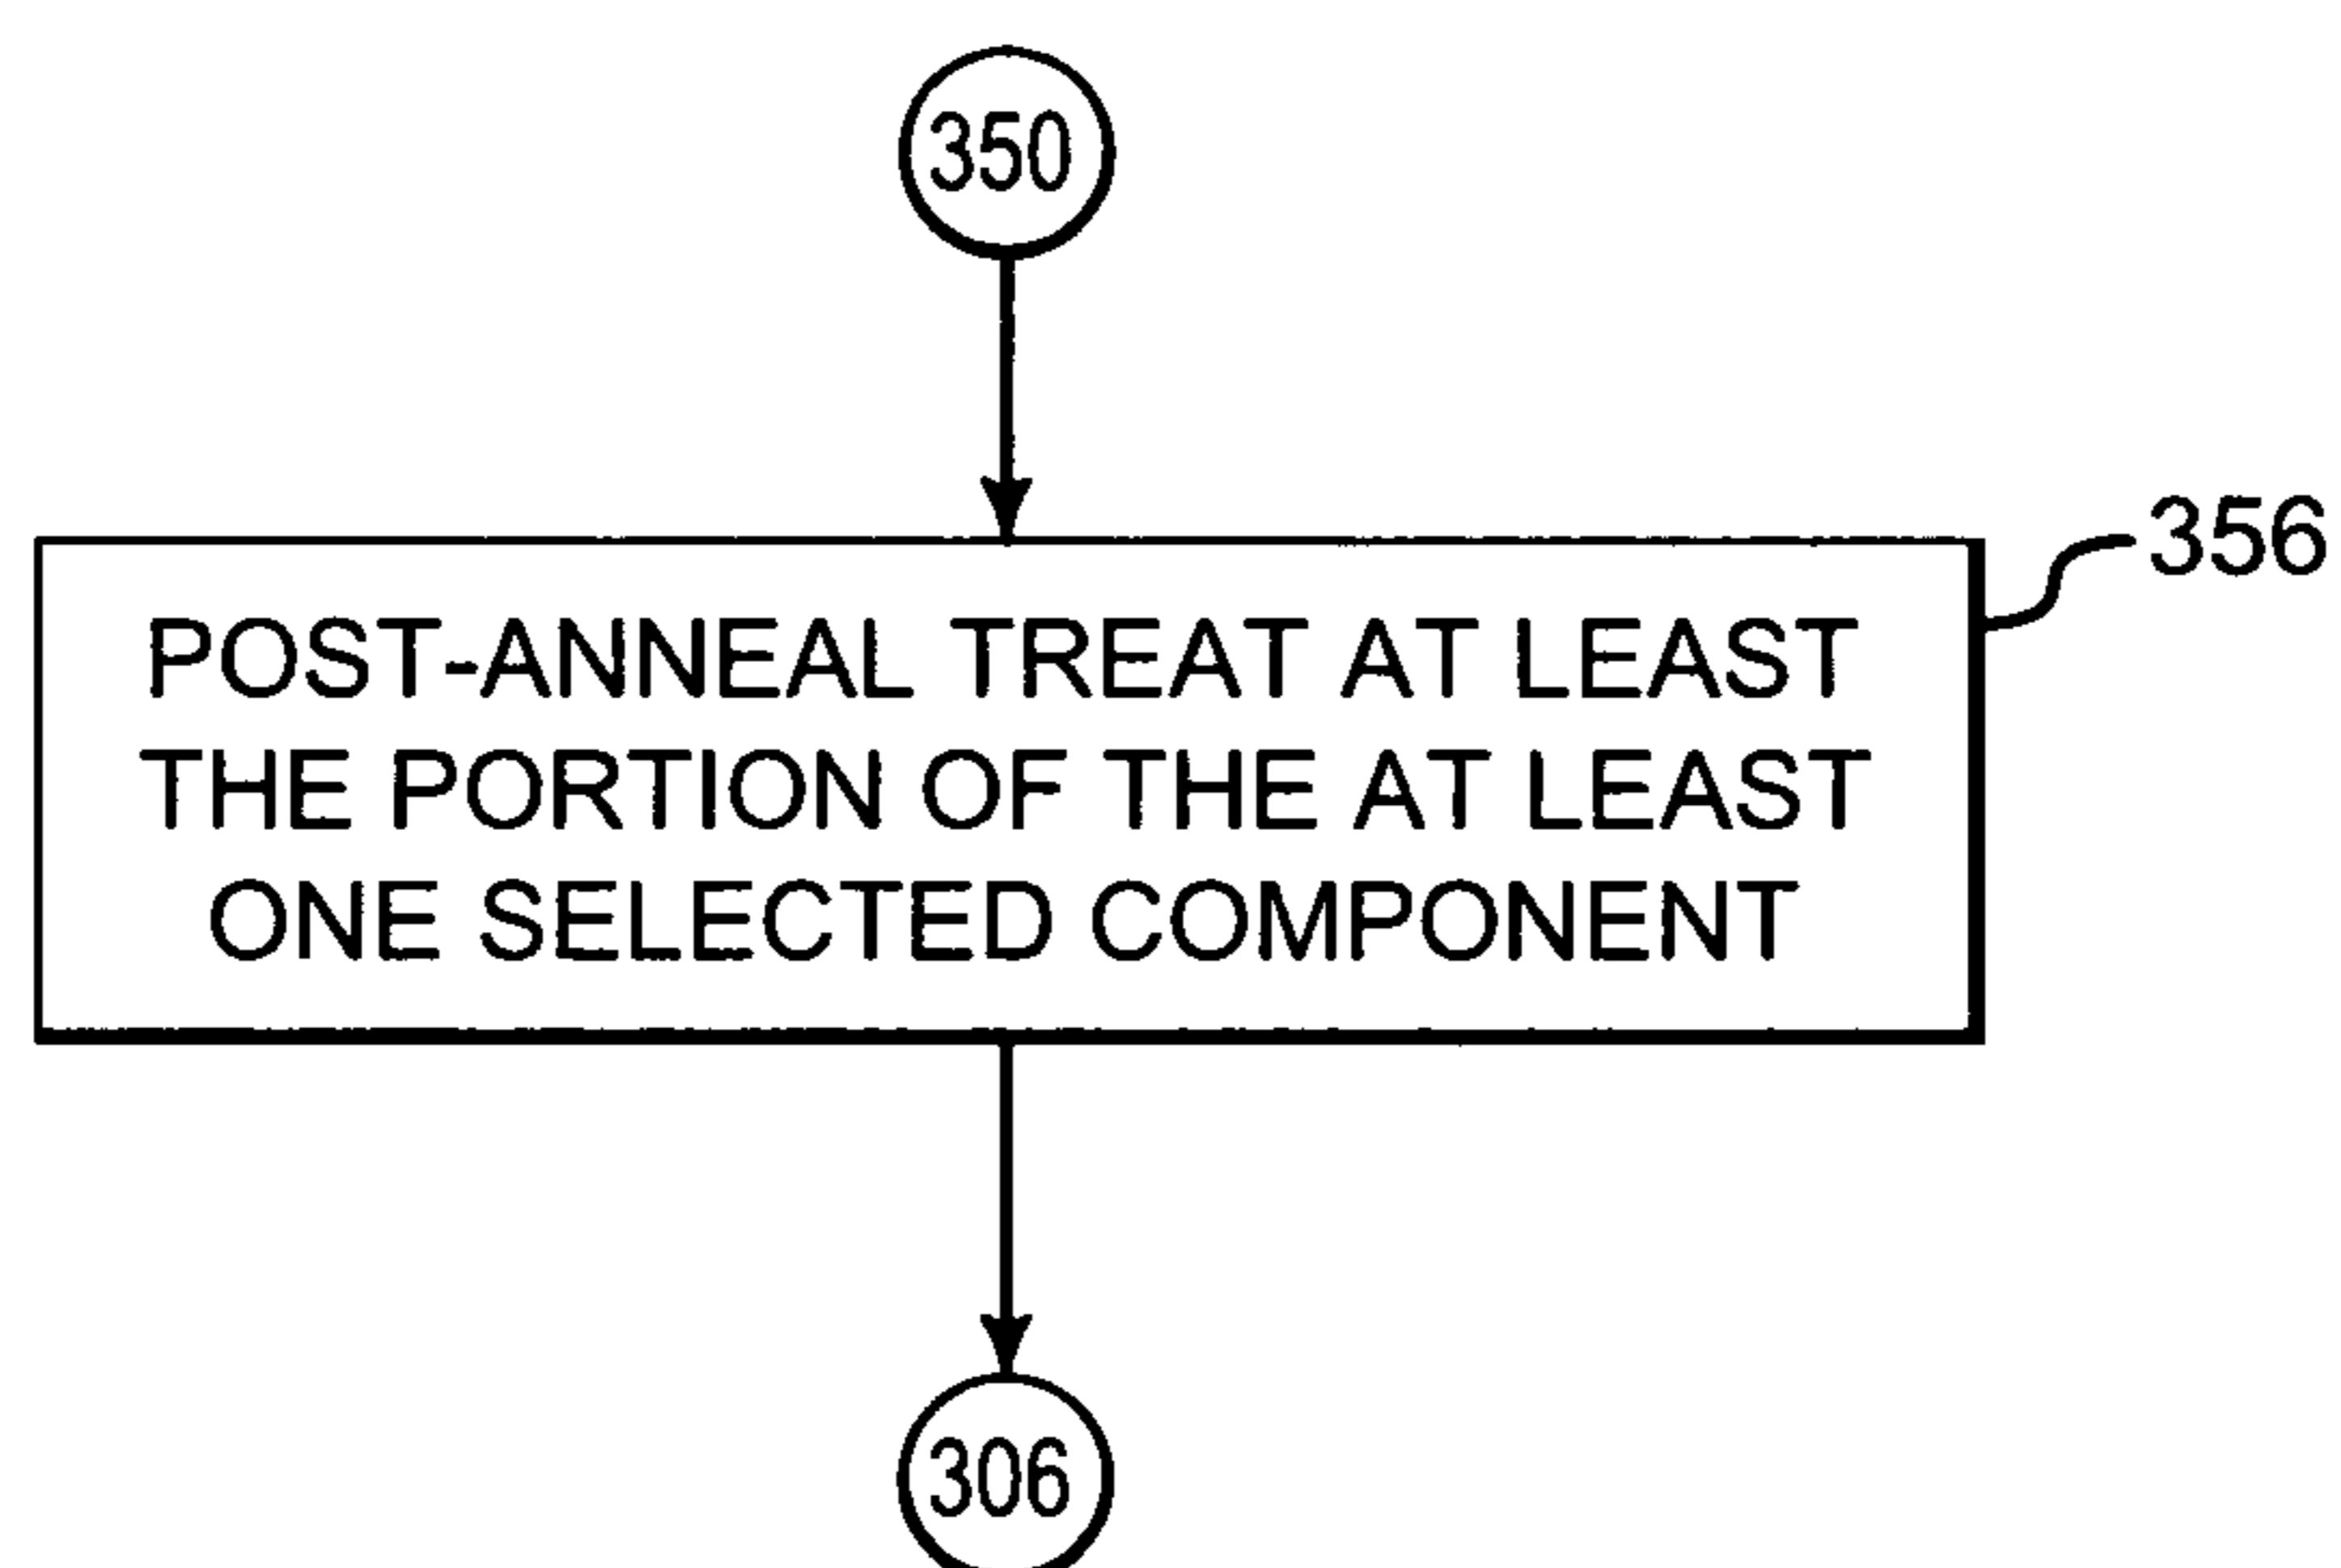 350
356
POST-ANNEAL TREAT AT LEAST
THE PORTION OF THE AT LEAST
ONE SELECTED COMPONENT
306